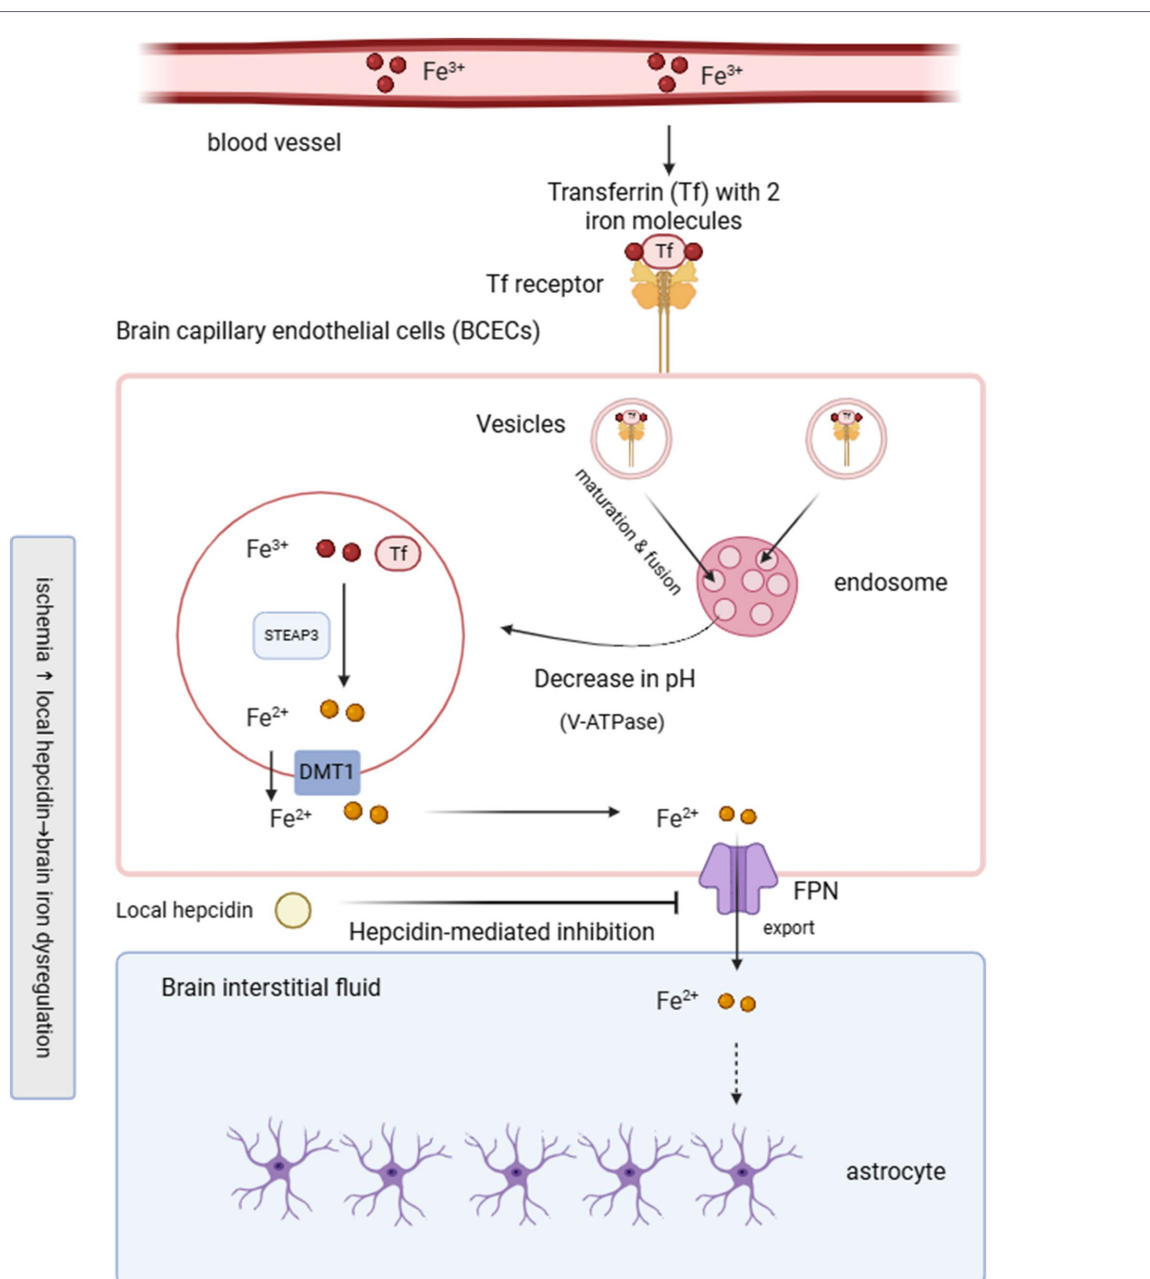 Fe³⁺
Fe³⁺
blood vessel
Transferrin (Tf) with 2
iron molecules
Tf
Tf receptor
Brain capillary endothelial cells (BCECs)
Vesicles
Tf
Tf
maturation & fusion
endosome
Fe³⁺
Tf
STEAP3
Decrease in pH
(V-ATPase)
Fe²⁺
DMT1
Fe²⁺
Fe²⁺
FPN
export
Local hepcidin
Hepcidin-mediated inhibition
Brain interstitial fluid
Fe²⁺
astrocyte
ischemia ↑ local hepcidin→brain iron dysregulation